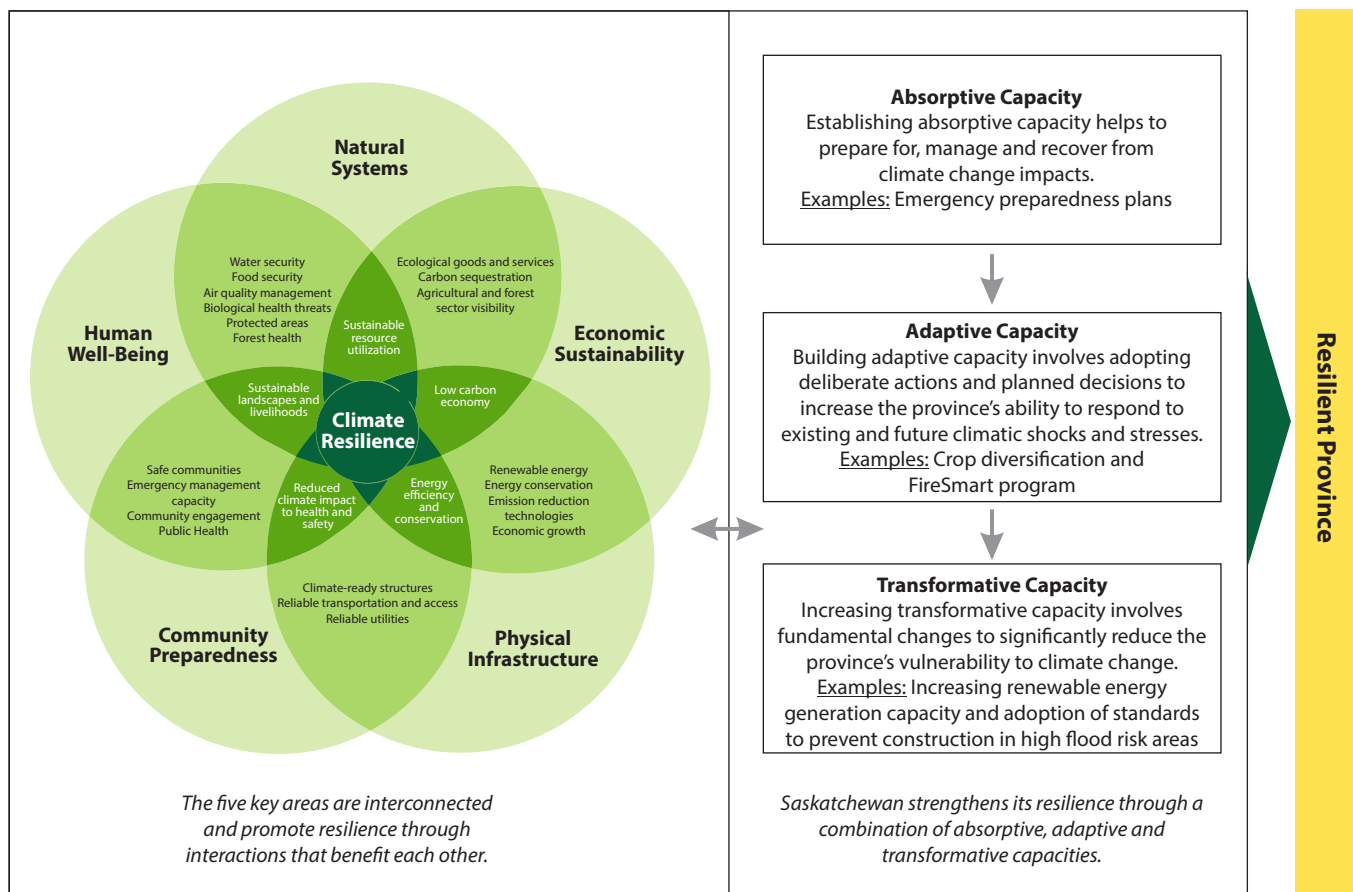 Natural
Systems
Human
Well-Being
Economic
Sustainability
Community
Preparedness
Physical
Infrastructure
Water security
Food security
Air quality management
Biological health threats
Protected areas
Forest health
Ecological goods and services
Carbon sequestration
Agricultural and forest
sector visibility
Sustainable
resource
utilization
Sustainable
landscapes and
livelihoods
Low carbon
economy
Climate
Resilience
Safe communities
Emergency management
capacity
Community engagement
Public Health
Reduced
climate impact
to health and
safety
Energy
efficiency
and
conservation
Renewable energy
Energy conservation
Emission reduction
technologies
Economic growth
Climate-ready structures
Reliable transportation and access
Reliable utilities
The five key areas are interconnected
and promote resilience through
interactions that benefit each other.
Absorptive Capacity
Establishing absorptive capacity helps to
prepare for, manage and recover from
climate change impacts.
Examples: Emergency preparedness plans
Adaptive Capacity
Building adaptive capacity involves adopting
deliberate actions and planned decisions to
increase the province's ability to respond to
existing and future climatic shocks and stresses.
Examples: Crop diversification and
FireSmart program
Transformative Capacity
Increasing transformative capacity involves
fundamental changes to significantly reduce the
province's vulnerability to climate change.
Examples: Increasing renewable energy
generation capacity and adoption of standards
to prevent construction in high flood risk areas
Saskatchewan strengthens its resilience through a
combination of absorptive, adaptive and
transformative capacities.
Resilient Province